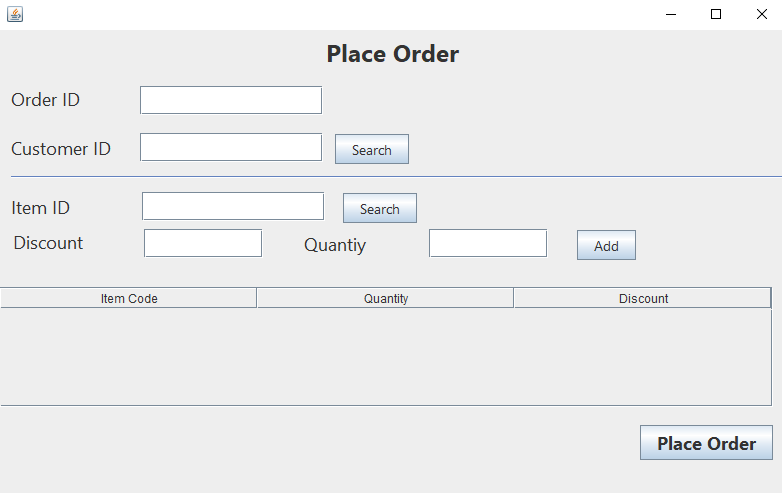 Place Order
Order ID
Customer ID Search
Item ID Search
Discount Quantiy Add
Item Code Quantity Discount
Place Order